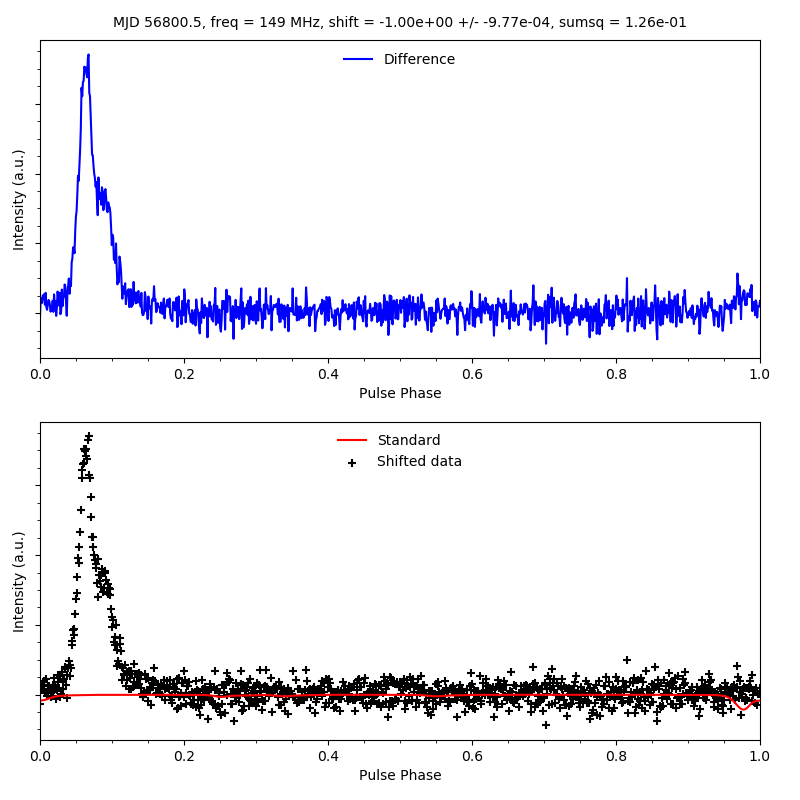 MJD 56800.5, freq = 149 MHz, shift = -1.00e+00 +/- -9.77e-04, sumsq = 1.26e-01
Difference
Intensity (a.u.)
0.0 0.2 0.4 0.6 0.8 1.0
Pulse Phase
Standard
Shifted data
Intensity (a.u.)
0.0 0.2 0.4 0.6 0.8 1.0
Pulse Phase